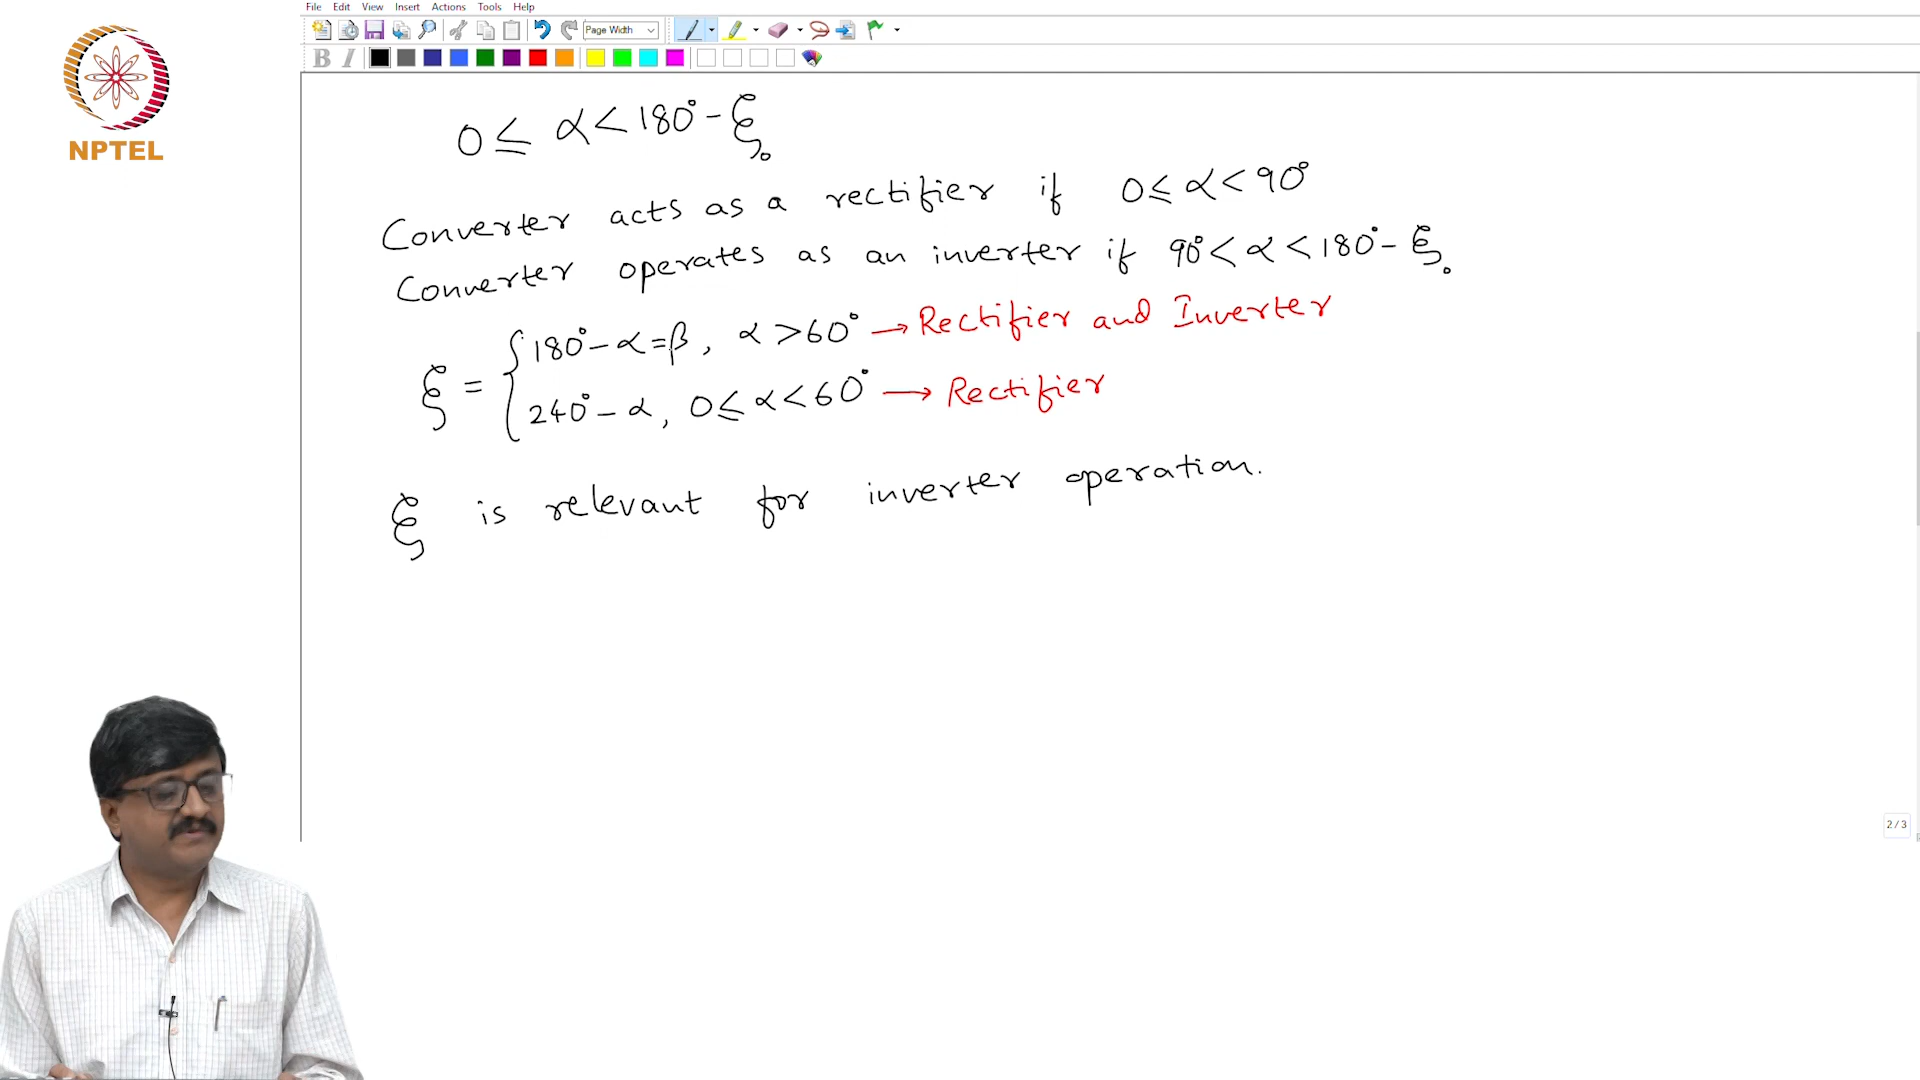 File Edit View Insert Actions Tools Help
Page Width
B I
NPTEL
0 ≤ α < 180° - ξ₀
Converter acts as a rectifier if 0 ≤ α < 90°
Converter operates as an inverter if 90° < α < 180° - ξ₀
ξ = { 180° - α = β, α > 60° → Rectifier and Inverter
240° - α, 0 ≤ α < 60° → Rectifier
ξ is relevant for inverter operation.
2 / 3